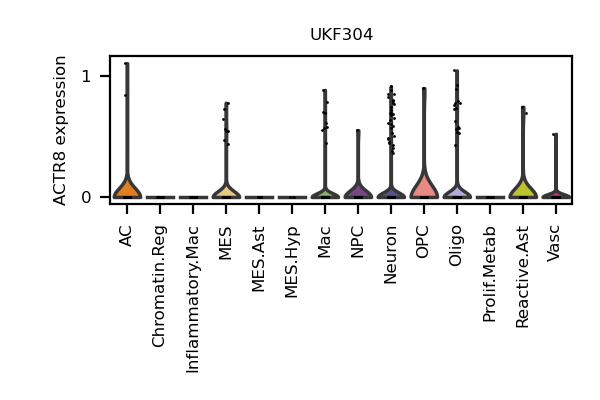 UKF304
ACTR8 expression
1
0
AC
Chromatin.Reg
Inflammatory.Mac
MES
MES.Ast
MES.Hyp
Mac
NPC
Neuron
OPC
Oligo
Prolif.Metab
Reactive.Ast
Vasc